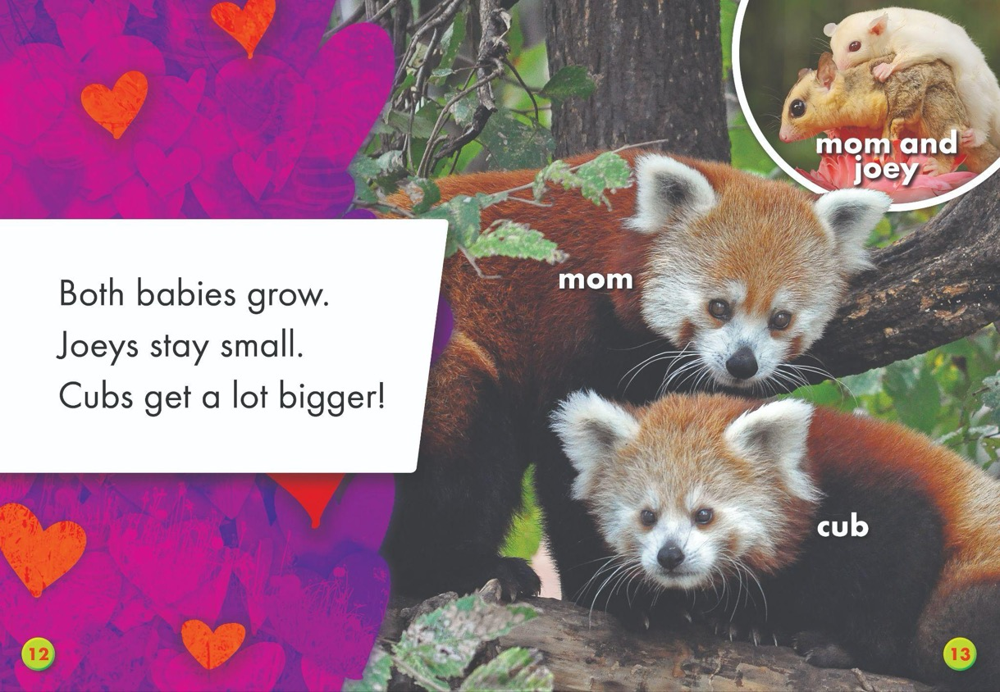 Both babies grow.
Joeys stay small.
Cubs get a lot bigger!
12
mom and
joey
mom
cub
13